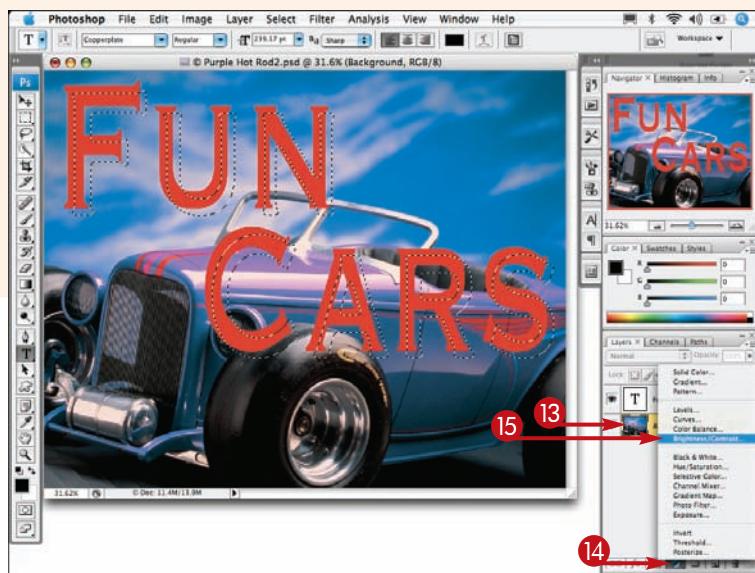 Photoshop File Edit Image Layer Select Filter Analysis View Window Help
T Copperplate Regular 239.17 pt Sharp Workspace
© Purple Hot Rod2.psd @ 31.6% (Background, RGB/8)
Ps
FUN
CARS
Navigator Histogram Info
FUN
CARS
31.62%
Color Swatches Styles
R 0
G 0
B 0
Layers Channels Paths
Normal Opacity:
Lock:
T
Solid Color...
Gradient...
Pattern...
Levels...
Curves...
Color Balance...
Brightness/Contrast...
Black & White...
Hue/Saturation...
Selective Color...
Channel Mixer...
Gradient Map...
Photo Filter...
Exposure...
Invert
Threshold...
Posterize...
13
15
14
31.62% Doc: 11.4M/13.9M